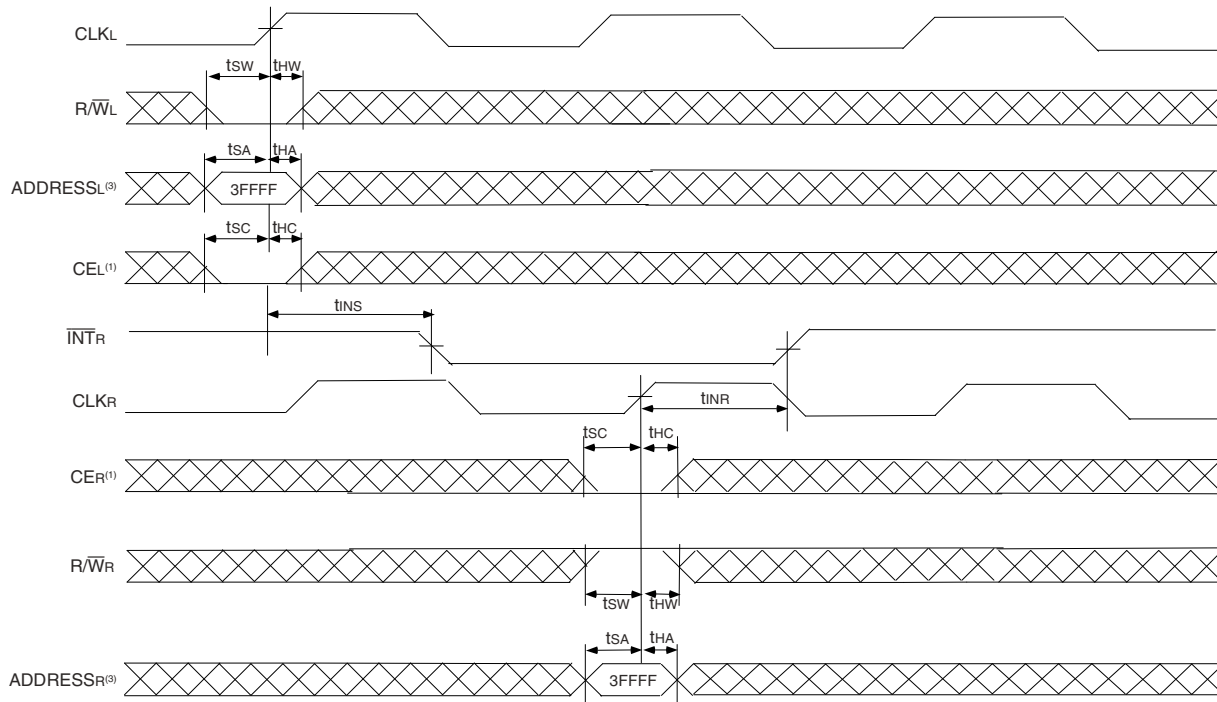 CLKL
tSW tHW
R/W̅L
tSA tHA
ADDRESSL(3) 3FFFF
tSC tHC
CEL(1)
tINS
I̅N̅T̅R
CLKR
tINR
tSC tHC
CER(1)
R/W̅R
tSW tHW
tSA tHA
ADDRESSR(3) 3FFFF